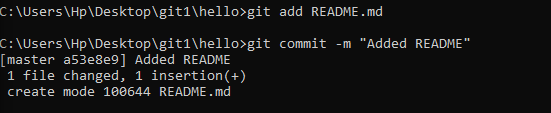 C:\Users\Hp\Desktop\git1\hello>git add README.md
C:\Users\Hp\Desktop\git1\hello>git commit -m "Added README"
[master a53e8e9] Added README
 1 file changed, 1 insertion(+)
 create mode 100644 README.md